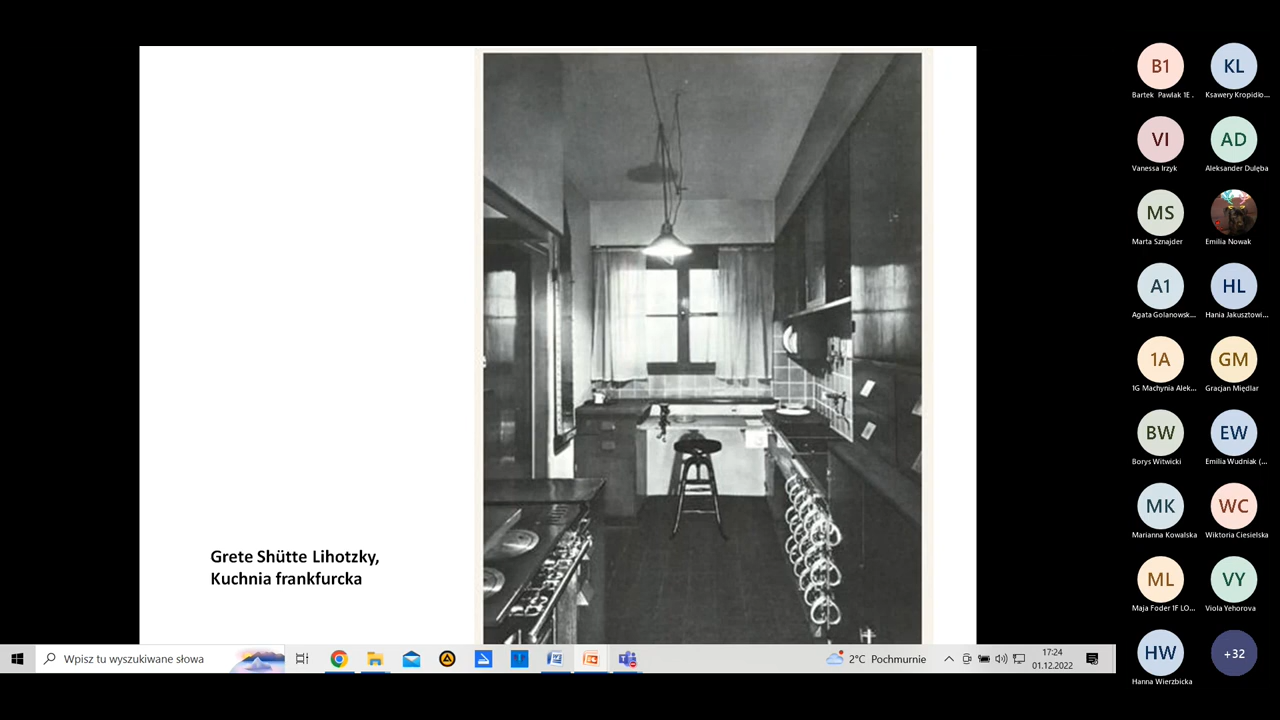 Grete Shütte Lihotzky,
Kuchnia frankfurcka
B1
KL
Bartek Pawlak 1E .
Ksawery Kropidło...
VI
AD
Vanessa Irzyk
Aleksander Dulęba
MS
Marta Sznajder
Emilia Nowak
A1
HL
Agata Golanowsk...
Hania Jakusztowi...
1A
GM
1G Machynia Alek...
Gracjan Międlar
BW
EW
Borys Witwicki
Emilia Wudniak (...
MK
WC
Marianna Kowalska
Wiktoria Ciesielska
ML
VY
Maja Foder 1F LO...
Viola Yehorova
HW
+32
Hanna Wierzbicka
Wpisz tu wyszukiwane słowa
2°C Pochmurnie
17:24
01.12.2022